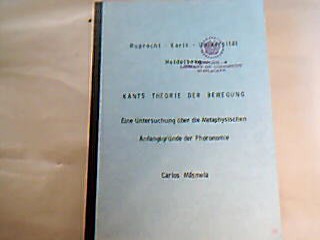 Ruprecht - Karls - Universität
Heidelberg
KANTS THEORIE DER BEWEGUNG
Eine Untersuchung über die Metaphysischen
Anfangsgründe der Phoronomie
Carlos Másmela